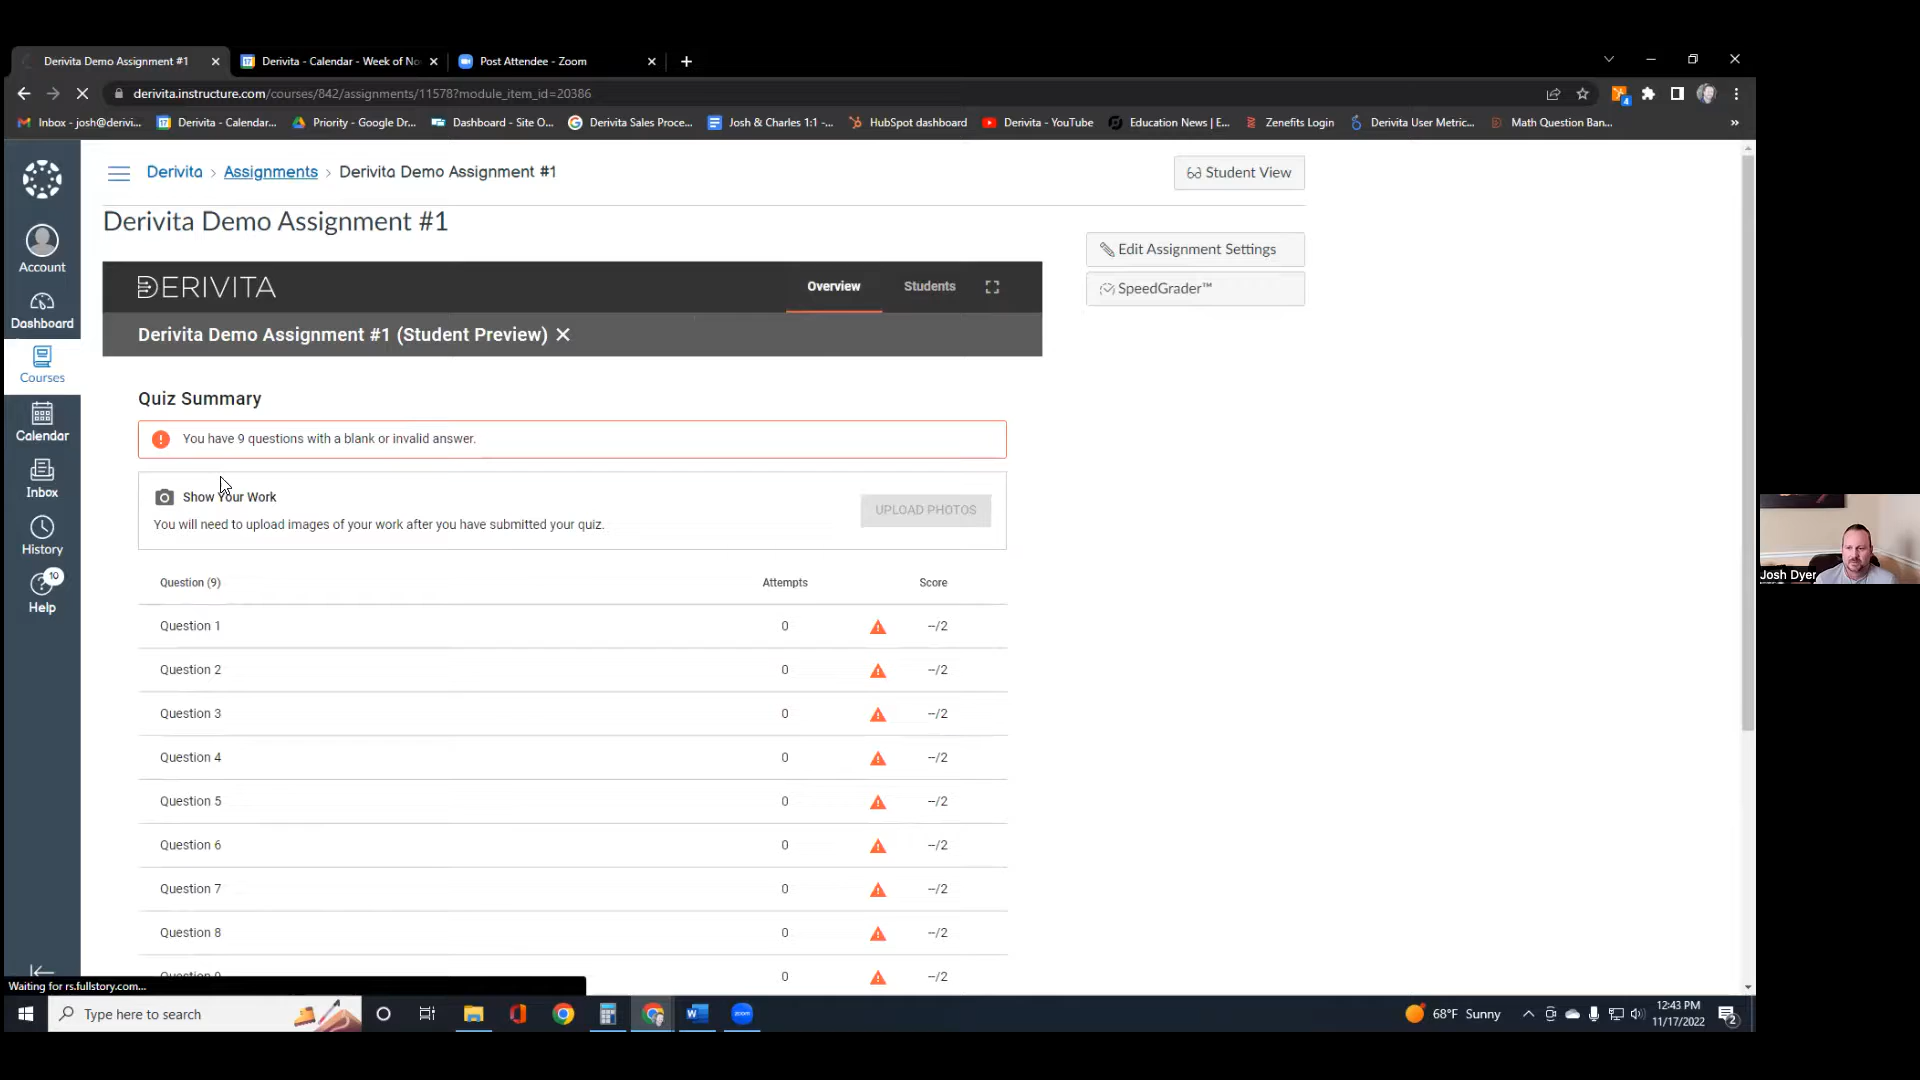 Derivita Demo Assignment #1
Derivita - Calendar - Week of No
Post Attendee - Zoom
derivita.instructure.com/courses/842/assignments/11578?module_item_id=20386
Inbox - josh@derivi...
Derivita - Calendar...
Priority - Google Dr...
Dashboard - Site O...
Derivita Sales Proce...
Josh & Charles 1:1 -...
HubSpot dashboard
Derivita - YouTube
Education News | E...
Zenefits Login
Derivita User Metric...
Math Question Ban...
Derivita > Assignments > Derivita Demo Assignment #1
Student View
Derivita Demo Assignment #1
Edit Assignment Settings
SpeedGrader™
Account
Dashboard
Courses
Calendar
Inbox
History
10
Help
DERIVITA
Overview
Students
Derivita Demo Assignment #1 (Student Preview)
Quiz Summary
You have 9 questions with a blank or invalid answer.
Show Your Work
UPLOAD PHOTOS
You will need to upload images of your work after you have submitted your quiz.
Question (9) Attempts Score
Question 1 0 --/2
Question 2 0 --/2
Question 3 0 --/2
Question 4 0 --/2
Question 5 0 --/2
Question 6 0 --/2
Question 7 0 --/2
Question 8 0 --/2
Question 9 0 --/2
Waiting for rs.fullstory.com...
Type here to search
zoom
68°F Sunny
12:43 PM
11/17/2022
2
Josh Dyer